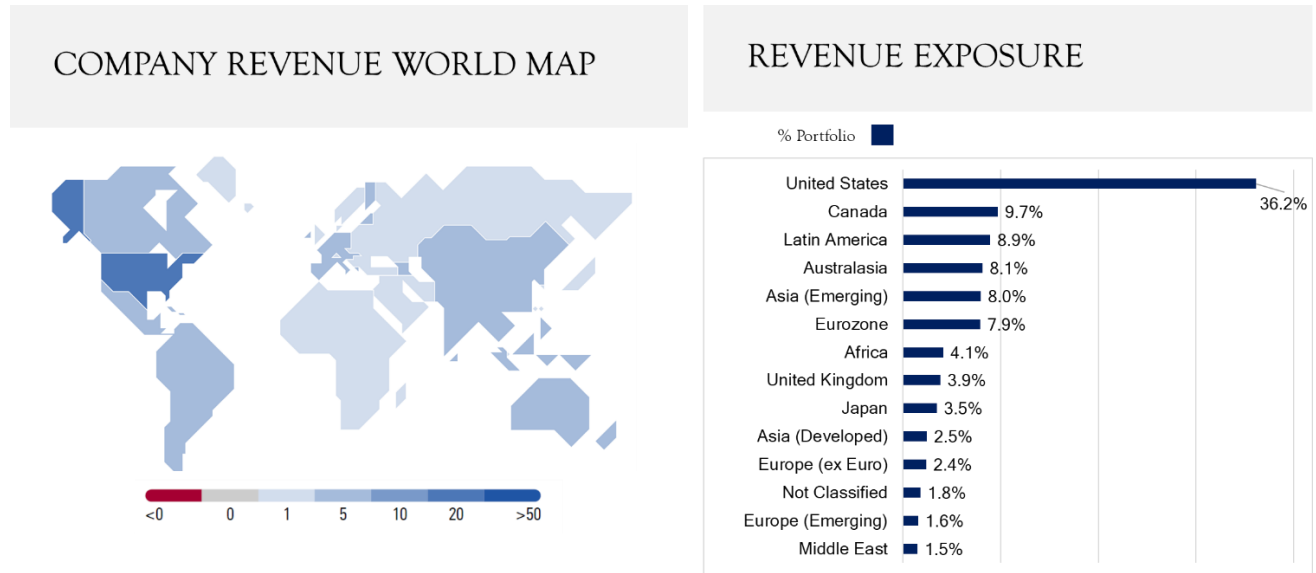 COMPANY REVENUE WORLD MAP
<0 0 1 5 10 20 >50
REVENUE EXPOSURE
% Portfolio
United States 36.2%
Canada 9.7%
Latin America 8.9%
Australasia 8.1%
Asia (Emerging) 8.0%
Eurozone 7.9%
Africa 4.1%
United Kingdom 3.9%
Japan 3.5%
Asia (Developed) 2.5%
Europe (ex Euro) 2.4%
Not Classified 1.8%
Europe (Emerging) 1.6%
Middle East 1.5%